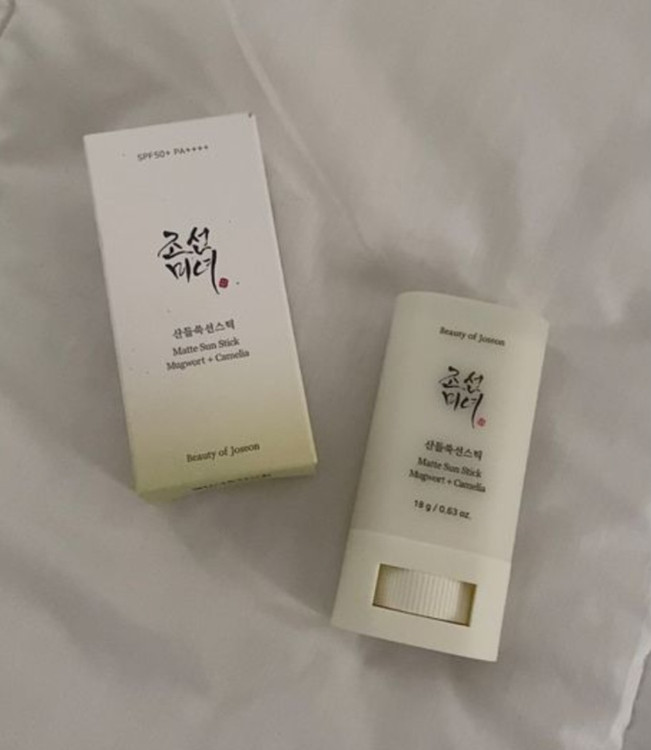 SPF50+ PA++++
조선
미녀
산들쑥선스틱
Matte Sun Stick
Mugwort + Camelia
Beauty of Joseon
Beauty of Joseon
조선
미녀
산들쑥선스틱
Matte Sun Stick
Mugwort + Camelia
18 g / 0.63 oz.